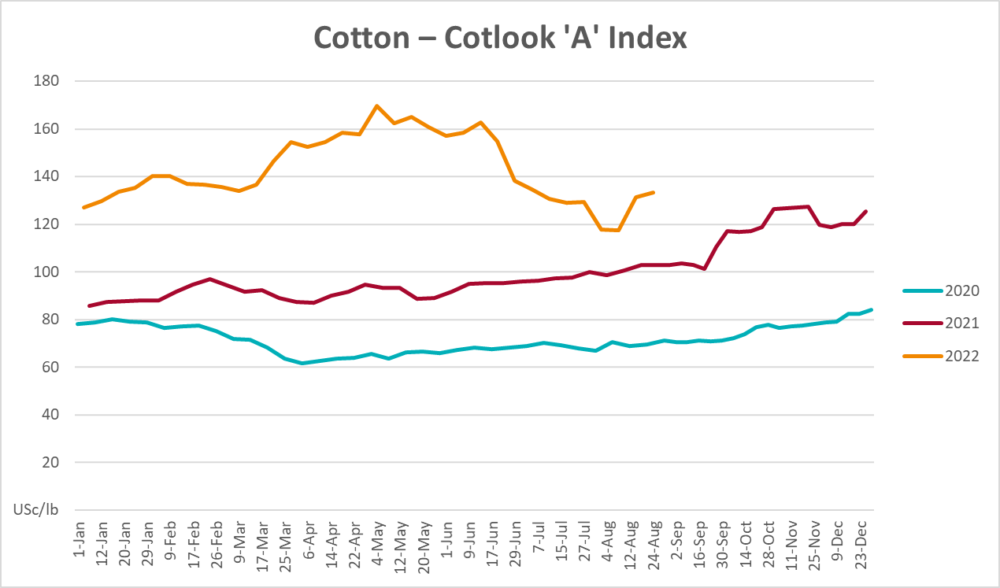 Cotton – Cotlook 'A' Index
180
160
140
120
100
80
60
40
20
USc/lb
1-Jan
12-Jan
20-Jan
29-Jan
9-Feb
17-Feb
26-Feb
9-Mar
17-Mar
25-Mar
6-Apr
14-Apr
22-Apr
4-May
12-May
20-May
1-Jun
9-Jun
17-Jun
29-Jun
7-Jul
15-Jul
27-Jul
4-Aug
12-Aug
24-Aug
2-Sep
16-Sep
30-Sep
14-Oct
28-Oct
11-Nov
25-Nov
9-Dec
23-Dec
2020
2021
2022